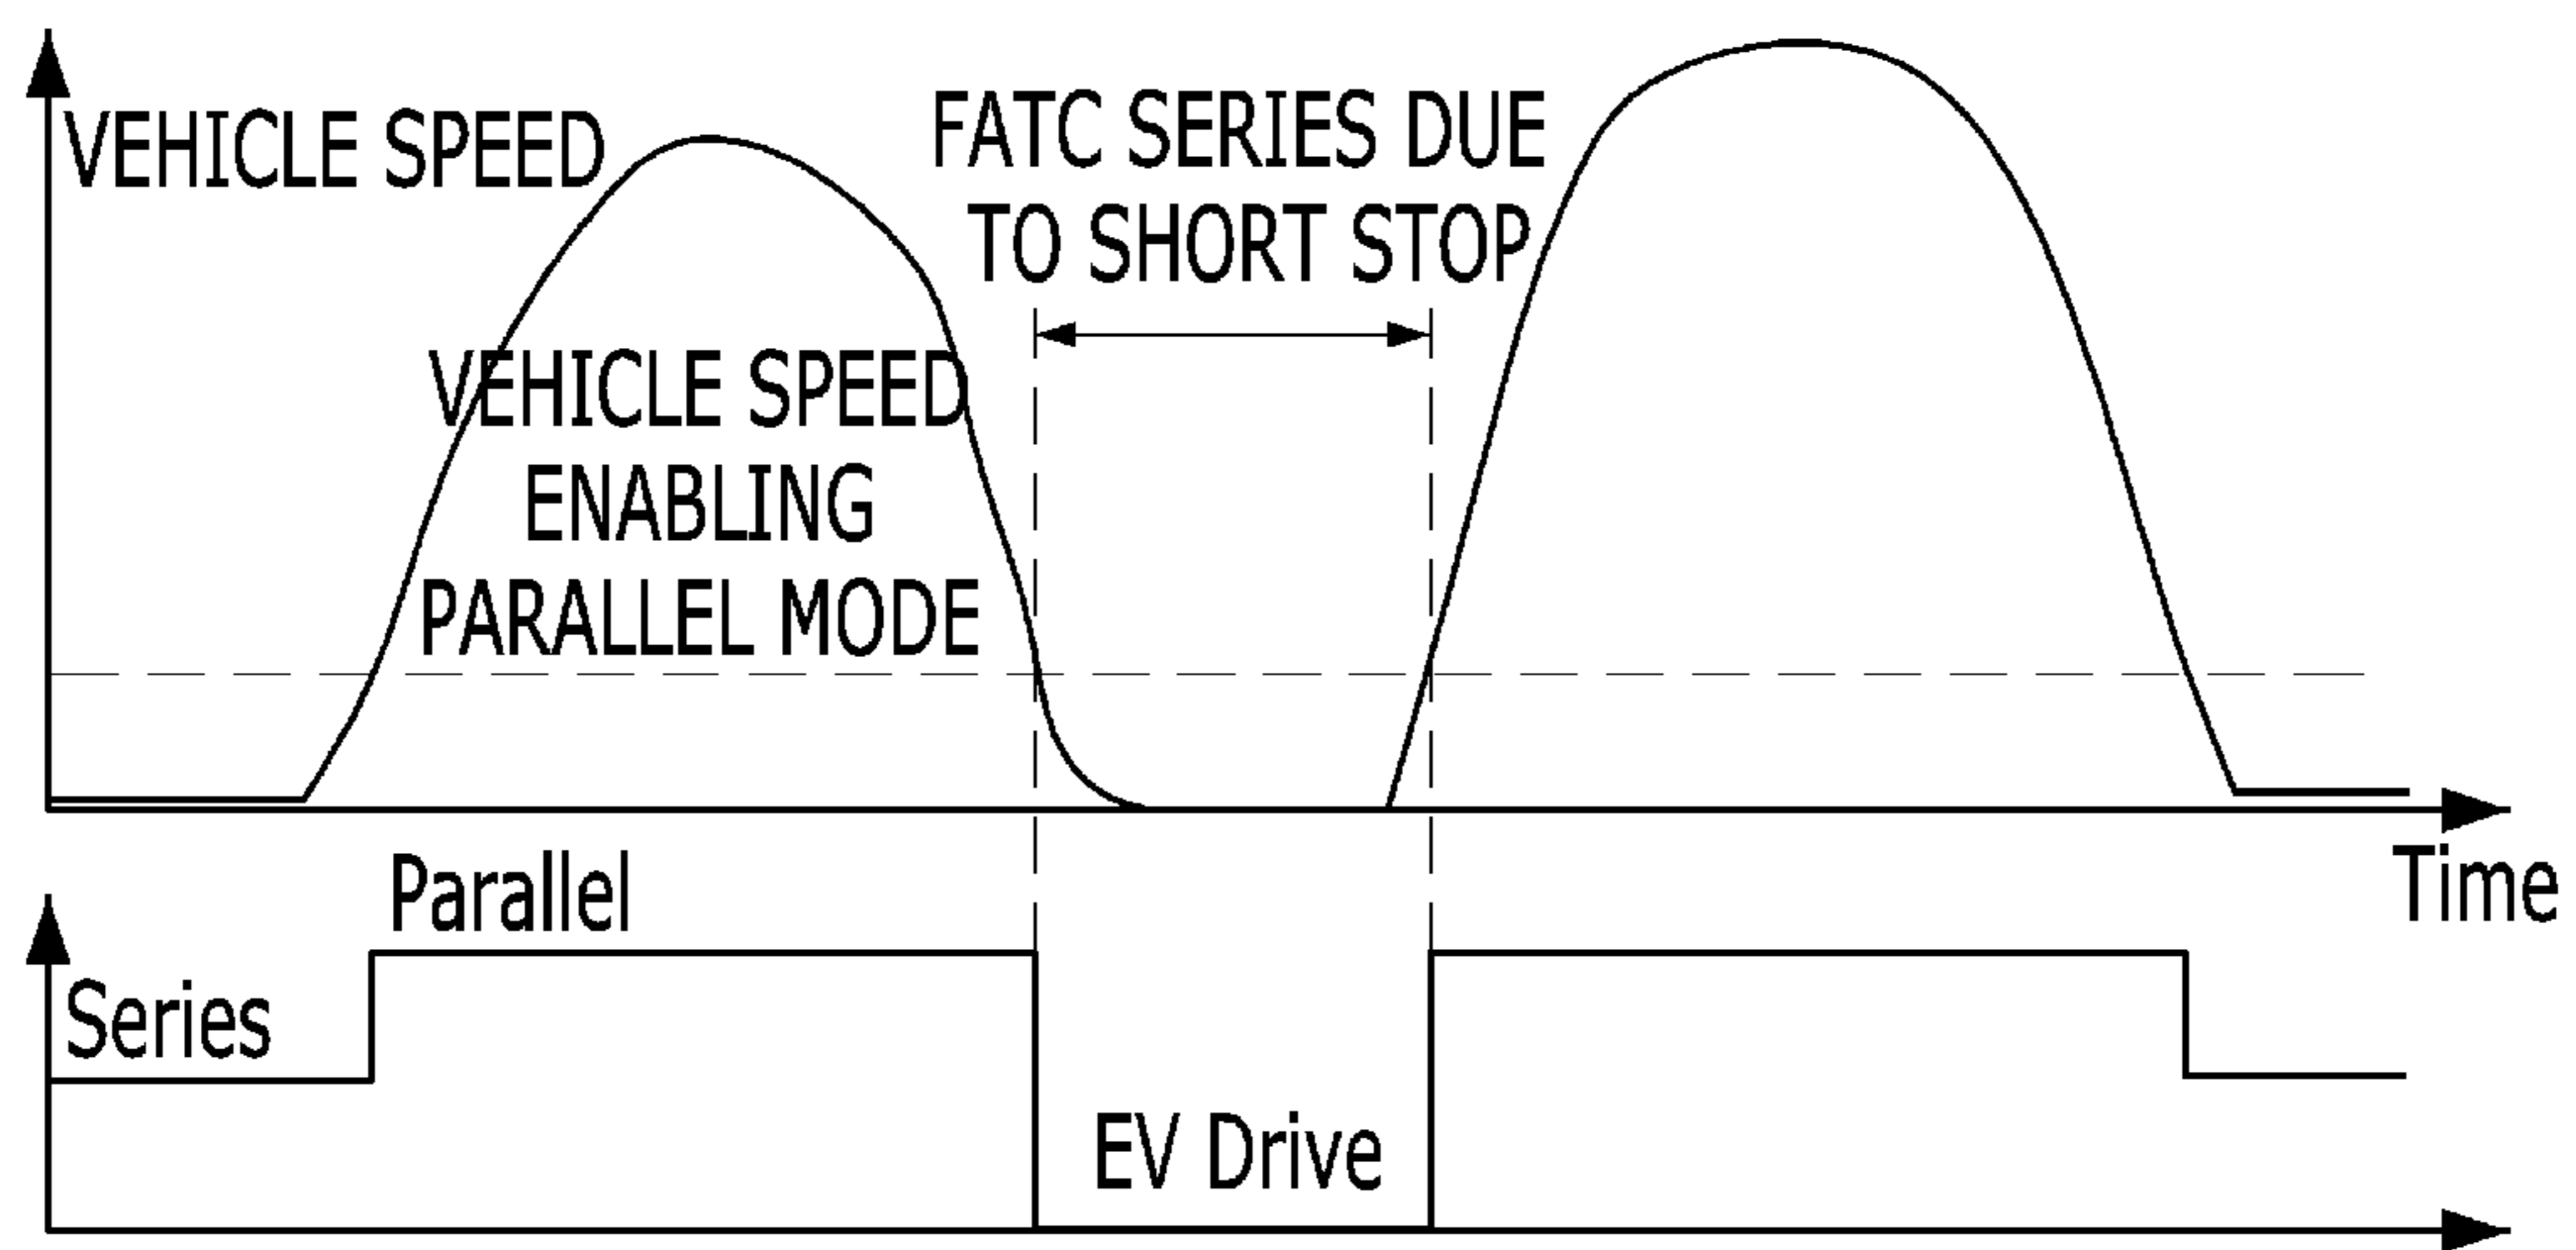 VEHICLE SPEED
FATC SERIES DUE
TO SHORT STOP
VEHICLE SPEED
ENABLING
PARALLEL MODE
Time
Parallel
Series
EV Drive